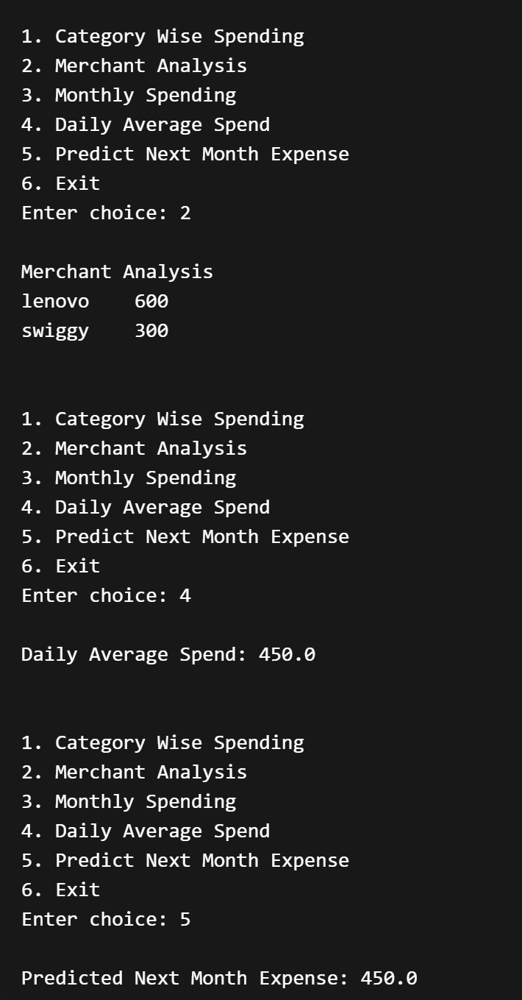 1. Category Wise Spending
2. Merchant Analysis
3. Monthly Spending
4. Daily Average Spend
5. Predict Next Month Expense
6. Exit
Enter choice: 2
Merchant Analysis
lenovo    600
swiggy    300
1. Category Wise Spending
2. Merchant Analysis
3. Monthly Spending
4. Daily Average Spend
5. Predict Next Month Expense
6. Exit
Enter choice: 4
Daily Average Spend: 450.0
1. Category Wise Spending
2. Merchant Analysis
3. Monthly Spending
4. Daily Average Spend
5. Predict Next Month Expense
6. Exit
Enter choice: 5
Predicted Next Month Expense: 450.0